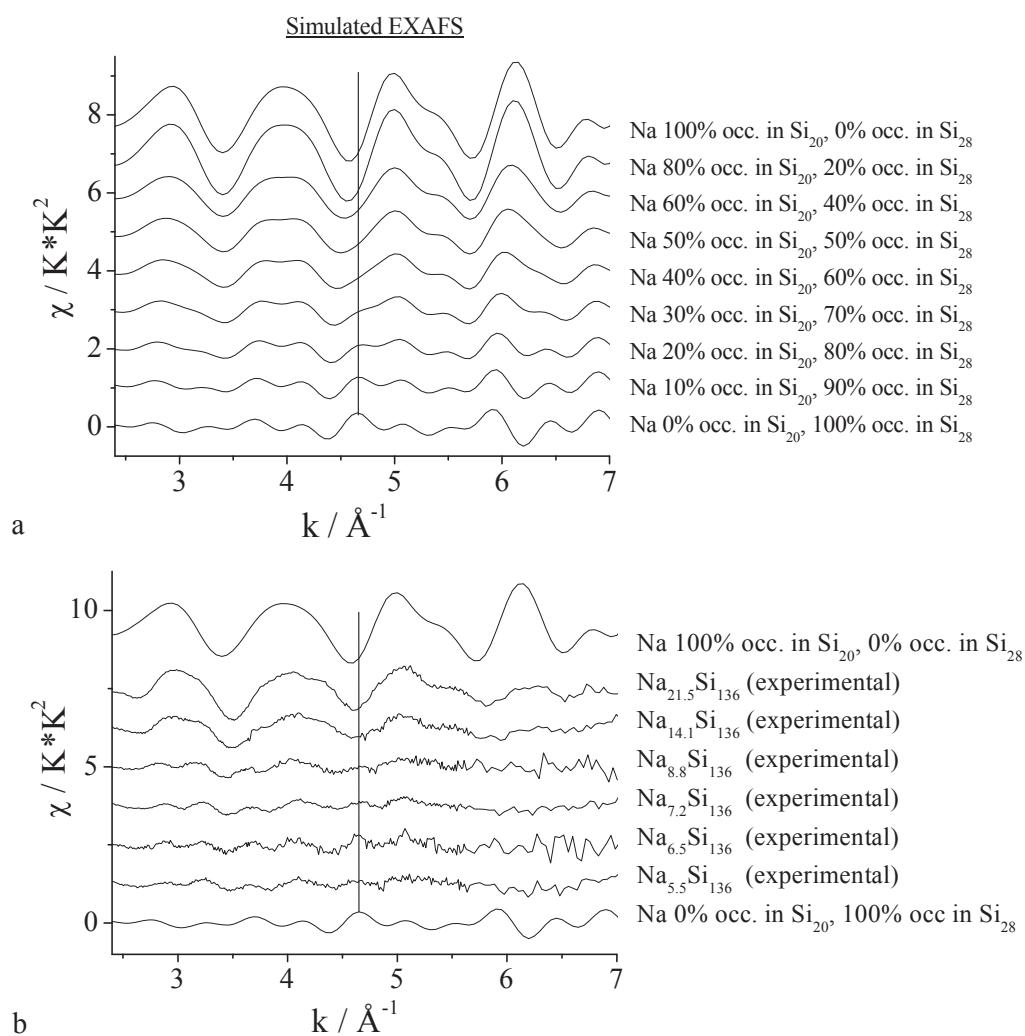 Simulated EXAFS
χ / K*K²
8
6
4
2
0
Na 100% occ. in Si₂₀, 0% occ. in Si₂₈
Na 80% occ. in Si₂₀, 20% occ. in Si₂₈
Na 60% occ. in Si₂₀, 40% occ. in Si₂₈
Na 50% occ. in Si₂₀, 50% occ. in Si₂₈
Na 40% occ. in Si₂₀, 60% occ. in Si₂₈
Na 30% occ. in Si₂₀, 70% occ. in Si₂₈
Na 20% occ. in Si₂₀, 80% occ. in Si₂₈
Na 10% occ. in Si₂₀, 90% occ. in Si₂₈
Na 0% occ. in Si₂₀, 100% occ. in Si₂₈
3 4 5 6 7
k / Å⁻¹
a
χ / K*K²
10
5
0
Na 100% occ. in Si₂₀, 0% occ. in Si₂₈
Na₂₁.₅Si₁₃₆ (experimental)
Na₁₄.₁Si₁₃₆ (experimental)
Na₈.₈Si₁₃₆ (experimental)
Na₇.₂Si₁₃₆ (experimental)
Na₆.₅Si₁₃₆ (experimental)
Na₅.₅Si₁₃₆ (experimental)
Na 0% occ. in Si₂₀, 100% occ in Si₂₈
3 4 5 6 7
k / Å⁻¹
b